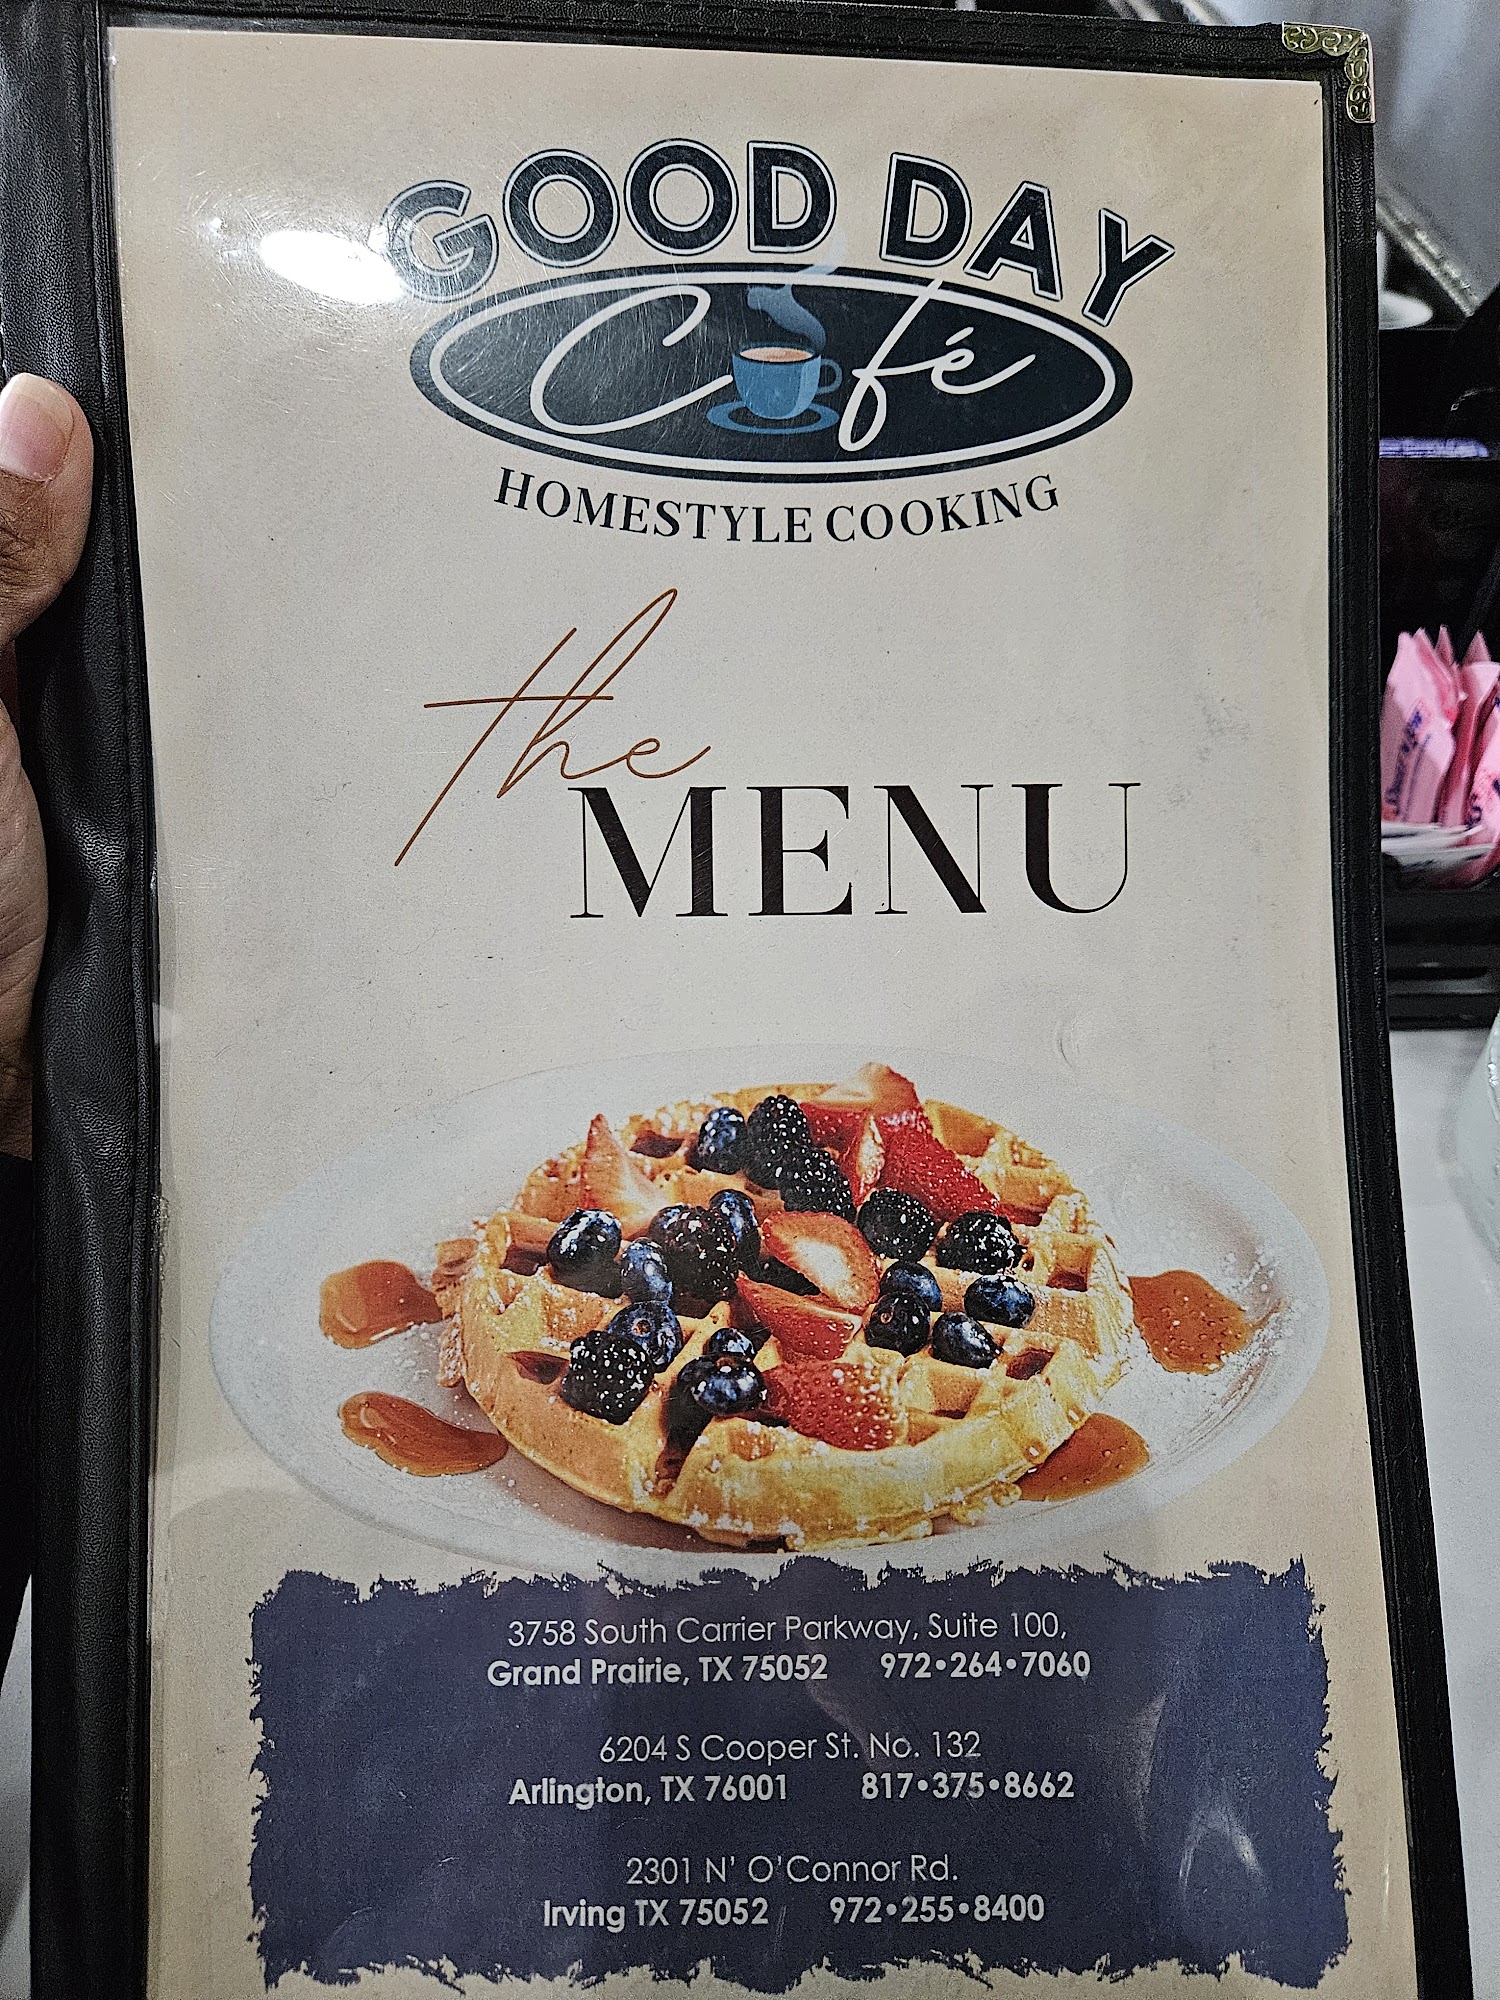 GOOD DAY
Café
HOMESTYLE COOKING
the
MENU
3758 South Carrier Parkway, Suite 100,
Grand Prairie, TX 75052 972•264•7060
6204 S Cooper St. No. 132
Arlington, TX 76001 817•375•8662
2301 N' O'Connor Rd.
Irving TX 75052 972•255•8400